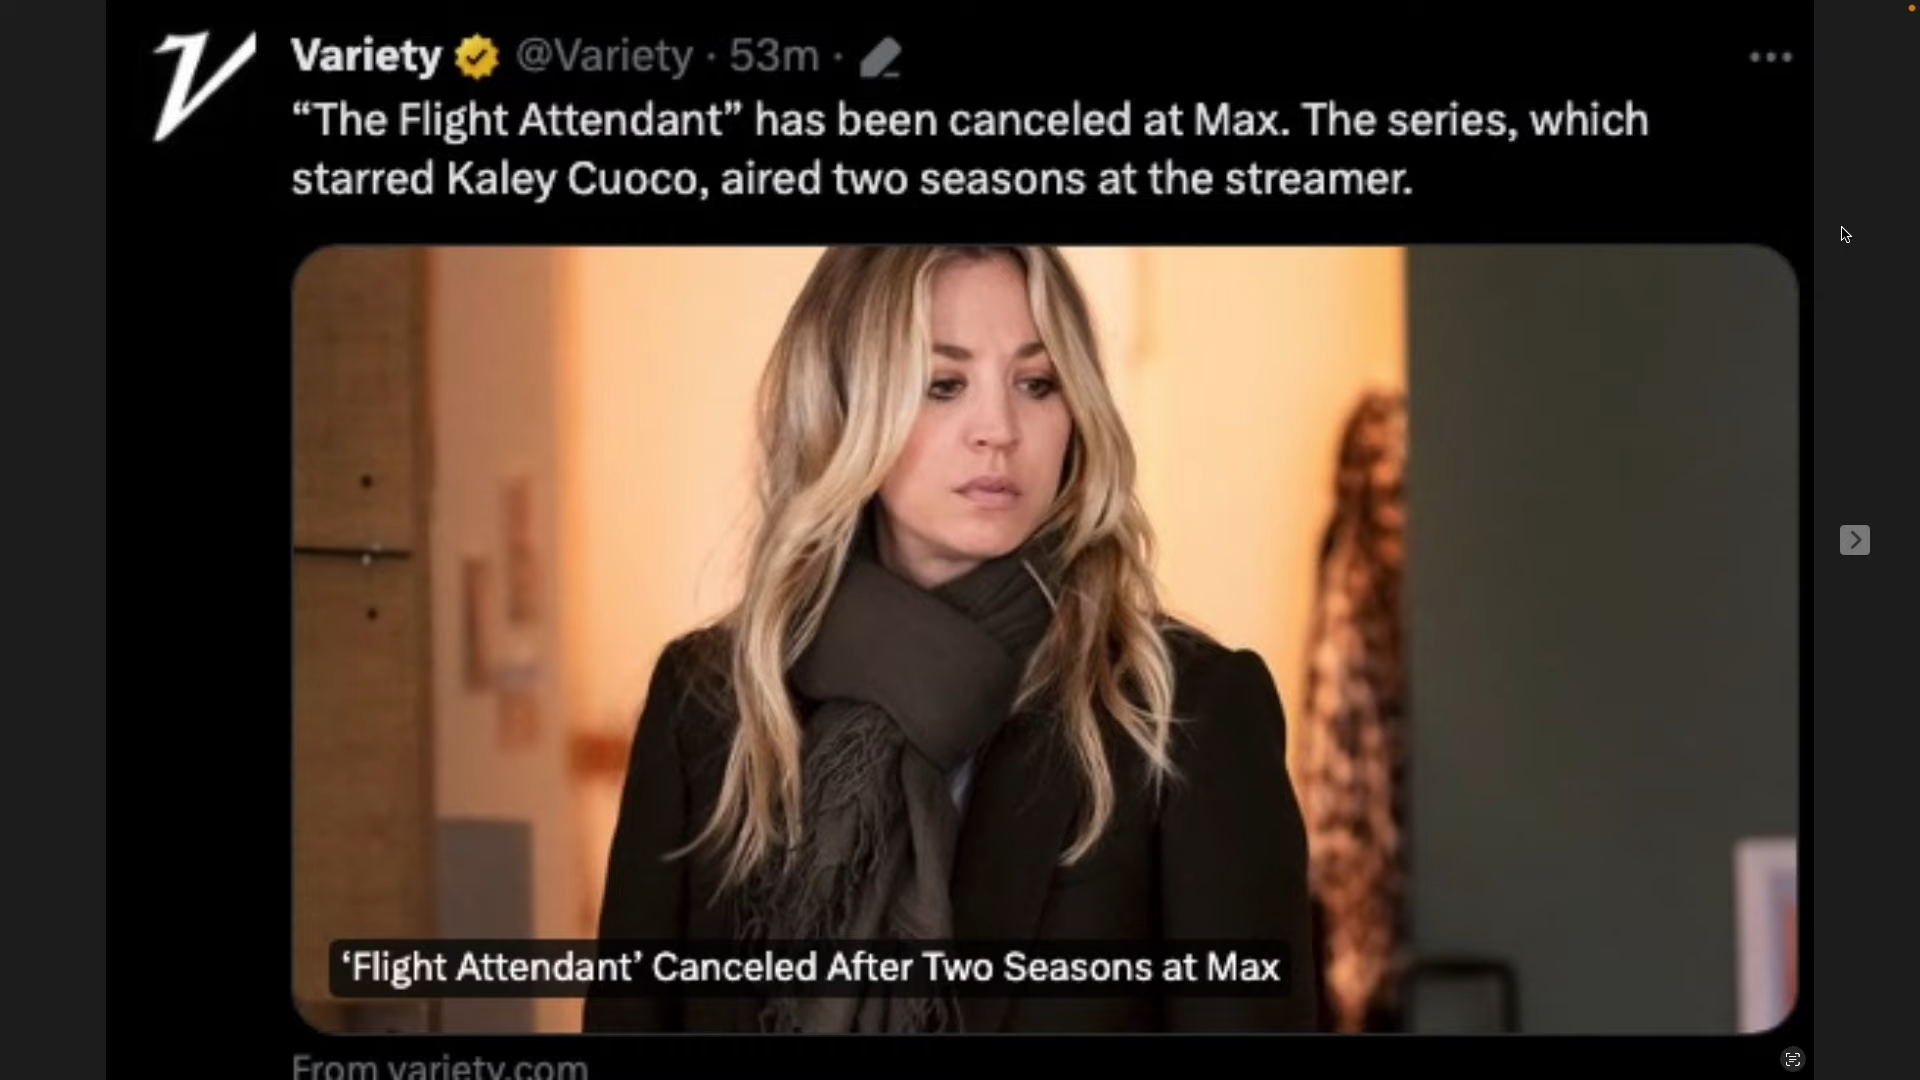 Variety @Variety · 53m ·
“The Flight Attendant” has been canceled at Max. The series, which
starred Kaley Cuoco, aired two seasons at the streamer.
‘Flight Attendant’ Canceled After Two Seasons at Max
From variety.com